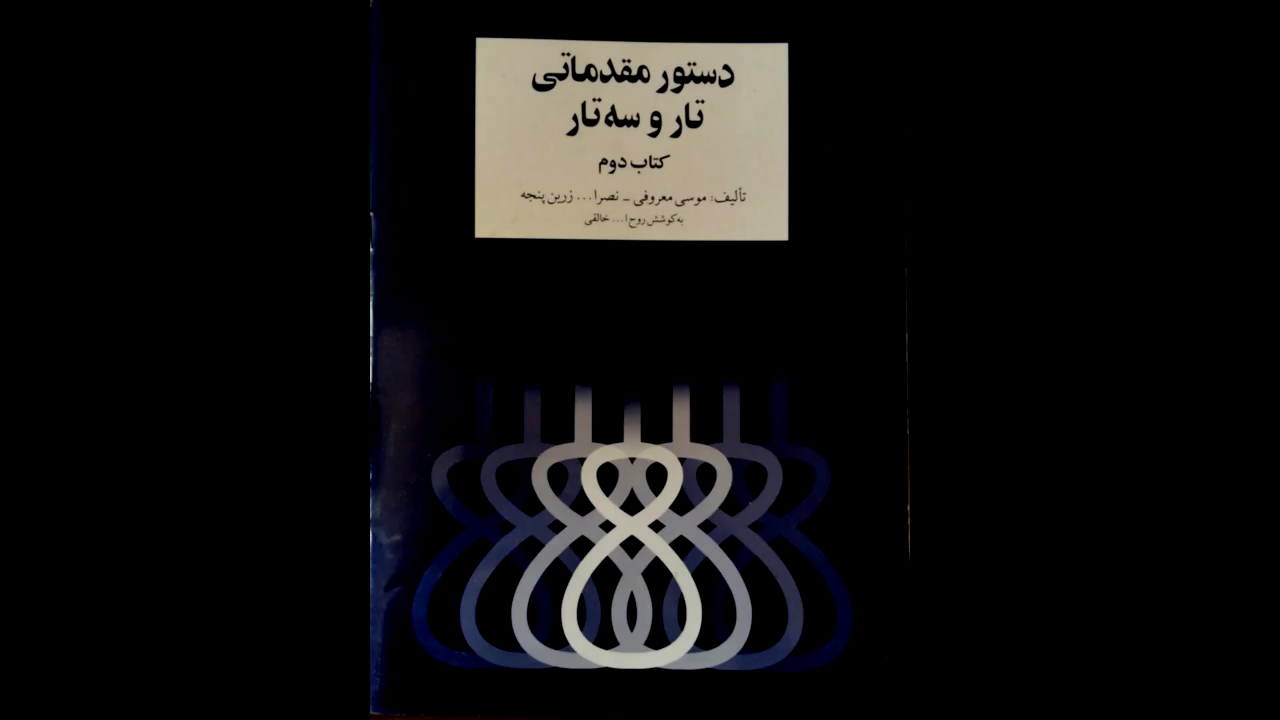 دستور مقدماتی
تار و سه‌تار
کتاب دوم
تألیف: موسی معروفی ـ نصرا... زرین پنجه
به‌کوشش روح ا... خالقی